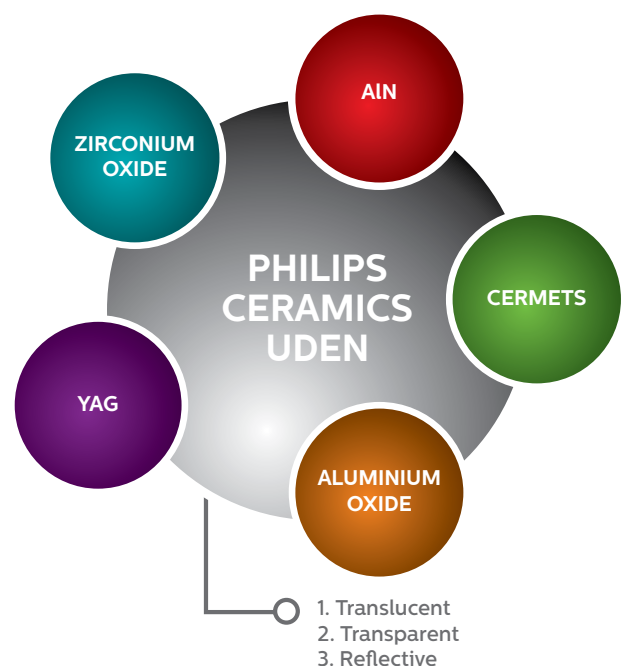 AlN
ZIRCONIUM
OXIDE
PHILIPS
CERAMICS
UDEN
CERMETS
YAG
ALUMINIUM
OXIDE
1. Translucent
2. Transparent
3. Reflective